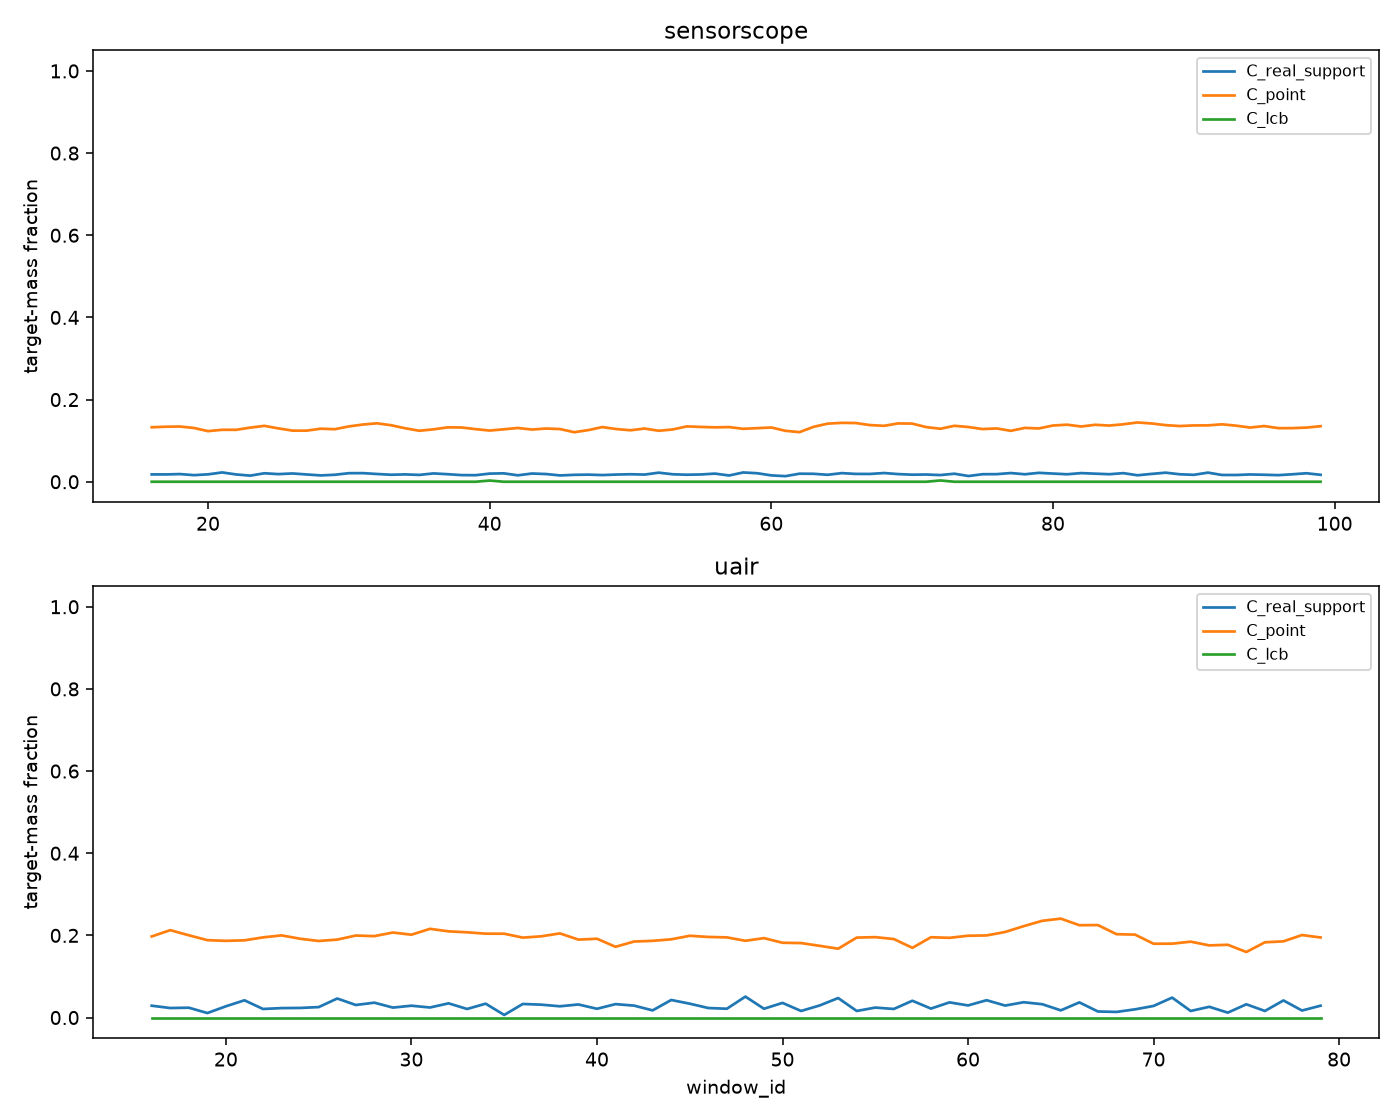 sensorscope
1.0
0.8
0.6
0.4
0.2
0.0
target-mass fraction
C_real_support
C_point
C_lcb
20 40 60 80 100
uair
1.0
0.8
0.6
0.4
0.2
0.0
target-mass fraction
C_real_support
C_point
C_lcb
20 30 40 50 60 70 80
window_id